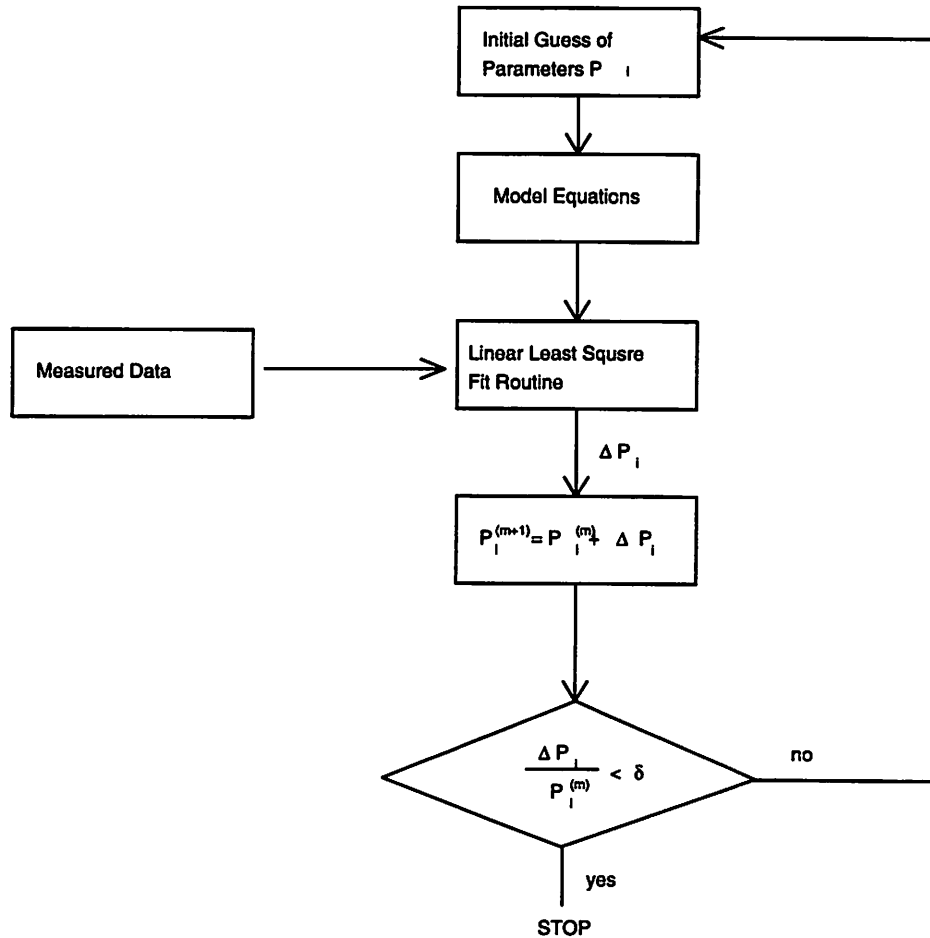 Initial Guess of
Parameters P i
Model Equations
Measured Data
Linear Least Squsre
Fit Routine
Δ P i
P i (m+1) = P i (m) + Δ P i
Δ P i
P i (m)
< δ
no
yes
STOP